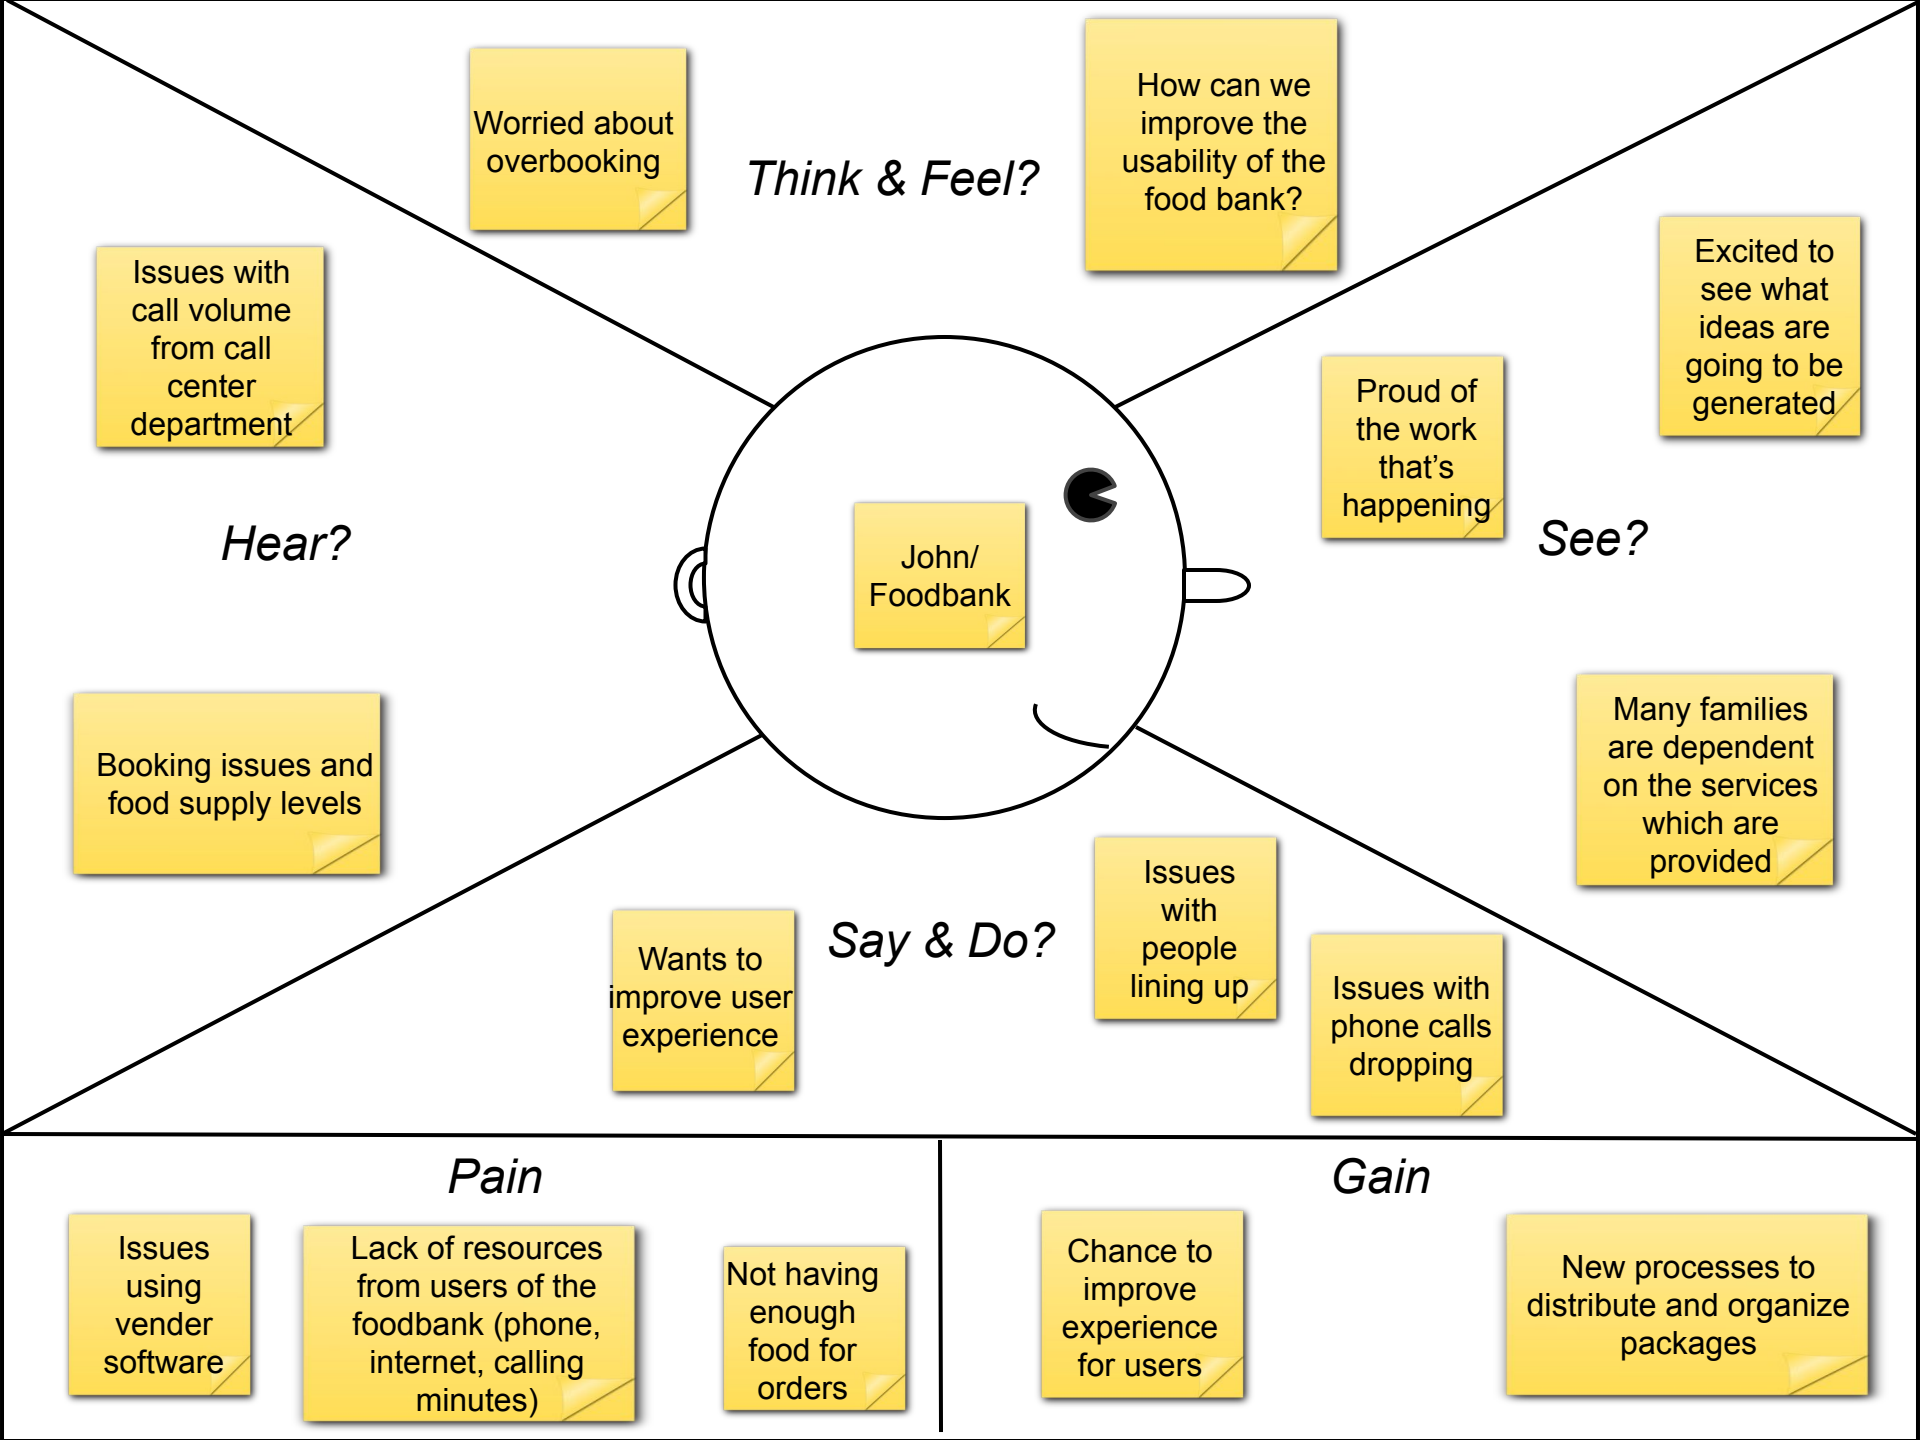 Worried about
overbooking
Think & Feel?
How can we
improve the
usability of the
food bank?
Issues with
call volume
from call
center
department
Hear?
Booking issues and
food supply levels
John/
Foodbank
Proud of
the work
that’s
happening
Excited to
see what
ideas are
going to be
generated
See?
Many families
are dependent
on the services
which are
provided
Wants to
improve user
experience
Say & Do?
Issues
with
people
lining up
Issues with
phone calls
dropping
Pain
Issues
using
vender
software
Lack of resources
from users of the
foodbank (phone,
internet, calling
minutes)
Not having
enough
food for
orders
Gain
Chance to
improve
experience
for users
New processes to
distribute and organize
packages